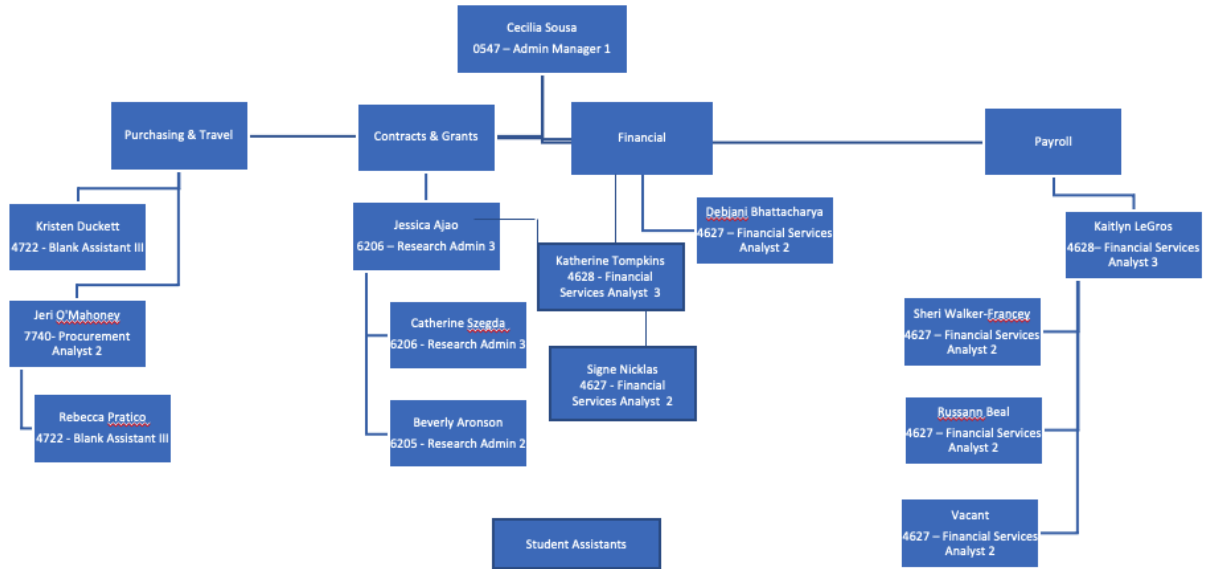 Cecilia Sousa
0547 – Admin Manager 1
Purchasing & Travel
Contracts & Grants
Financial
Payroll
Kristen Duckett
4722 - Blank Assistant III
Jeri O'Mahoney
7740- Procurement
Analyst 2
Rebecca Pratico
4722 - Blank Assistant III
Jessica Ajao
6206 – Research Admin 3
Catherine Szegda
6206 - Research Admin 3
Beverly Aronson
6205 - Research Admin 2
Katherine Tompkins
4628 - Financial
Services Analyst 3
Signe Nicklas
4627 - Financial
Services Analyst 2
Debjani Bhattacharya
4627 – Financial Services
Analyst 2
Kaitlyn LeGros
4628– Financial Services
Analyst 3
Sheri Walker-Francey
4627 – Financial Services
Analyst 2
Russann Beal
4627 – Financial Services
Analyst 2
Vacant
4627 – Financial Services
Analyst 2
Student Assistants